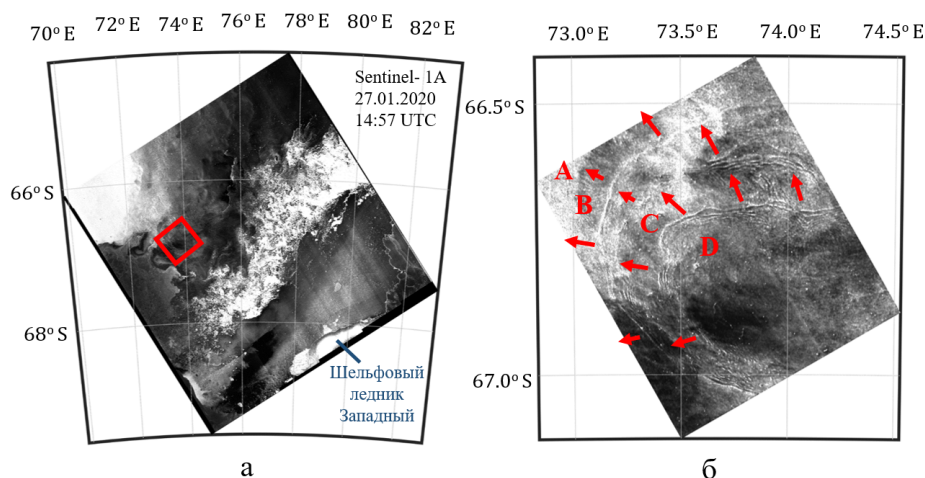 70° E 72° E 74° E 76° E 78° E 80° E 82° E
Sentinel- 1A
27.01.2020
14:57 UTC
66° S
68° S
Шельфовый
ледник
Западный
а
73.0° E 73.5° E 74.0° E 74.5° E
66.5° S
A
B
C
D
67.0° S
б